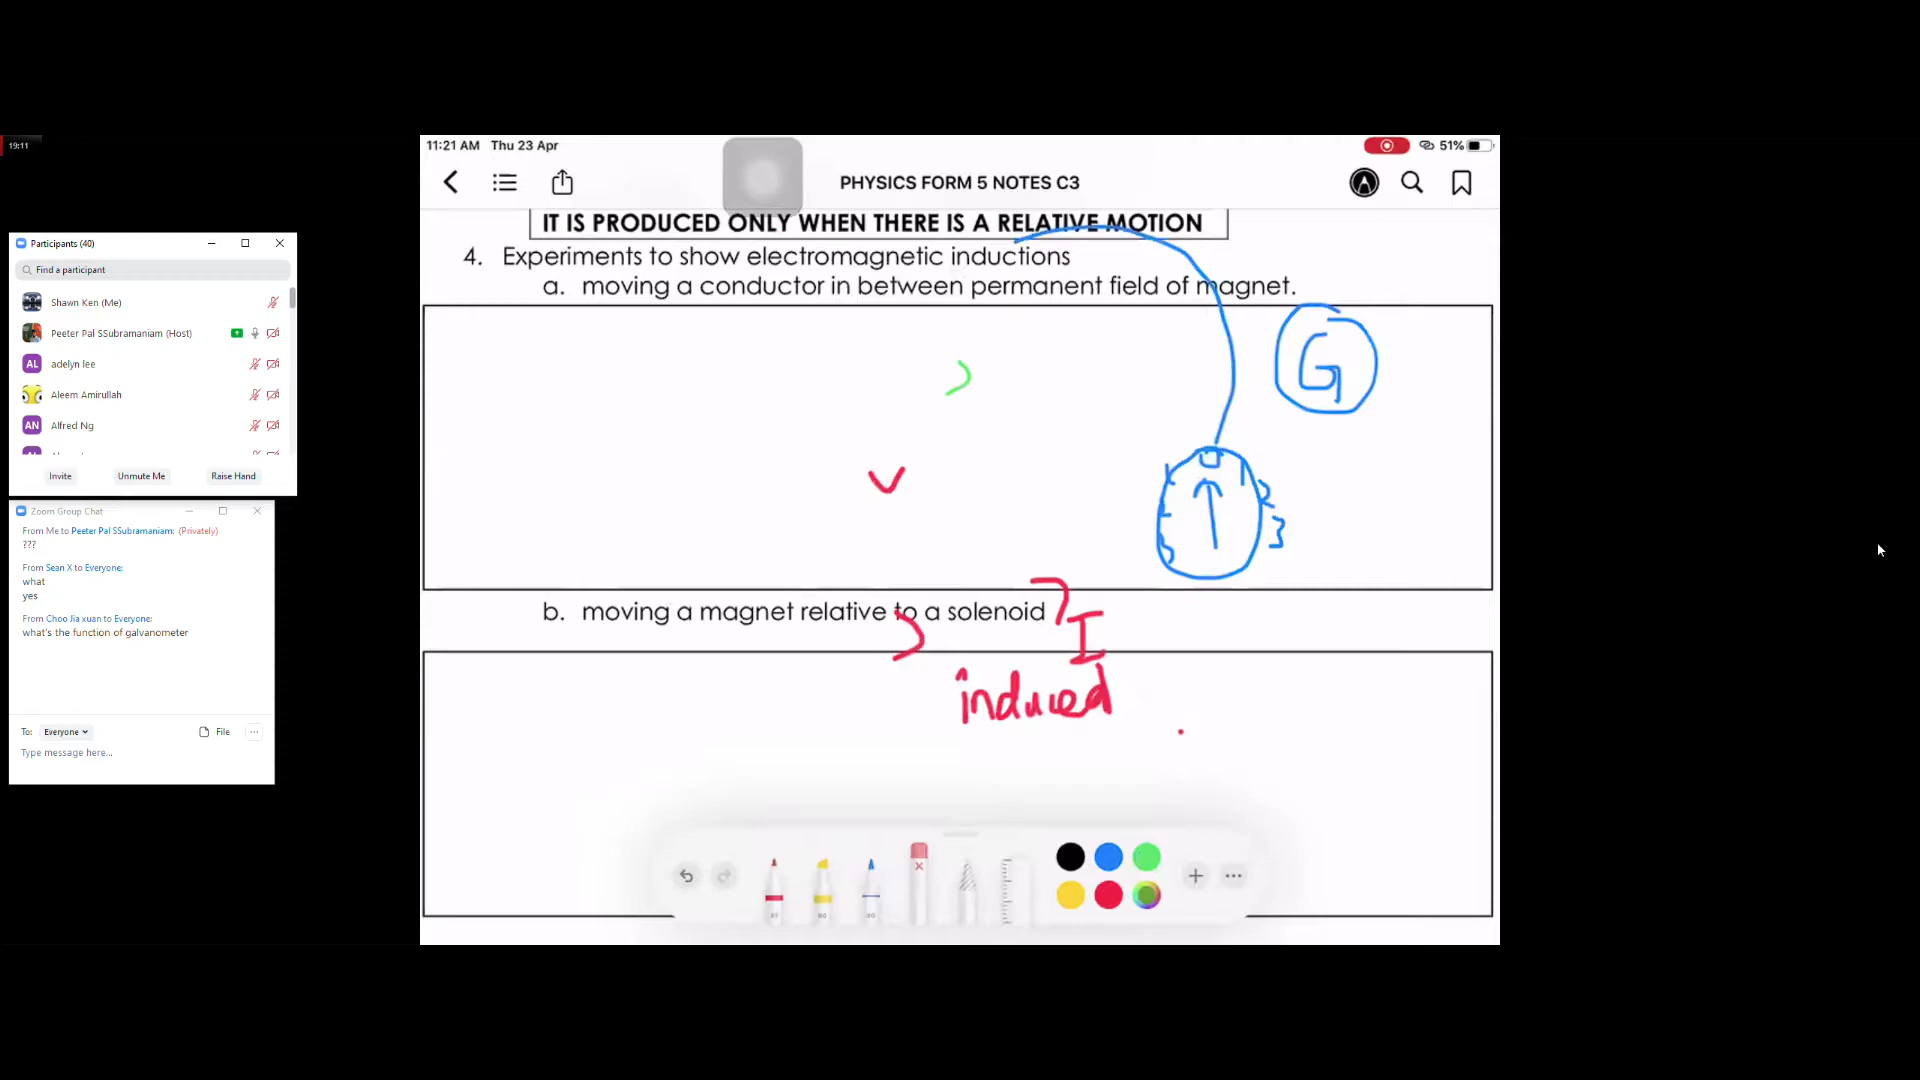 19:11
Participants (40)
Find a participant
Shawn Ken (Me)
Peeter Pal SSubramaniam (Host)
AL adelyn lee
Aleem Amirullah
AN Alfred Ng
Invite
Unmute Me
Raise Hand
Zoom Group Chat
From Me to Peeter Pal SSubramaniam: (Privately)
???
From Sean X to Everyone:
what
yes
From Choo Jia xuan to Everyone:
what's the function of galvanometer
To: Everyone
File
Type message here...
11:21 AM Thu 23 Apr
51%
PHYSICS FORM 5 NOTES C3
IT IS PRODUCED ONLY WHEN THERE IS A RELATIVE MOTION
4. Experiments to show electromagnetic inductions
a. moving a conductor in between permanent field of magnet.
G
1
2
3
b. moving a magnet relative to a solenoid
I
induced